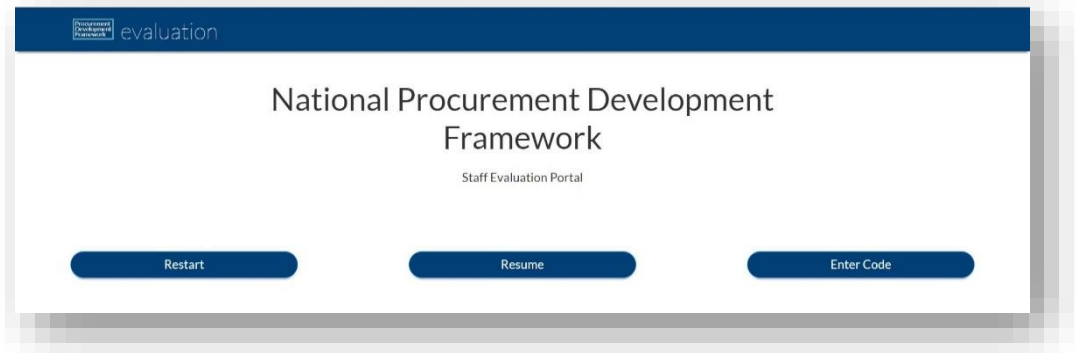 Procurement
Development
Framework
evaluation
National Procurement Development
Framework
Staff Evaluation Portal
Restart
Resume
Enter Code